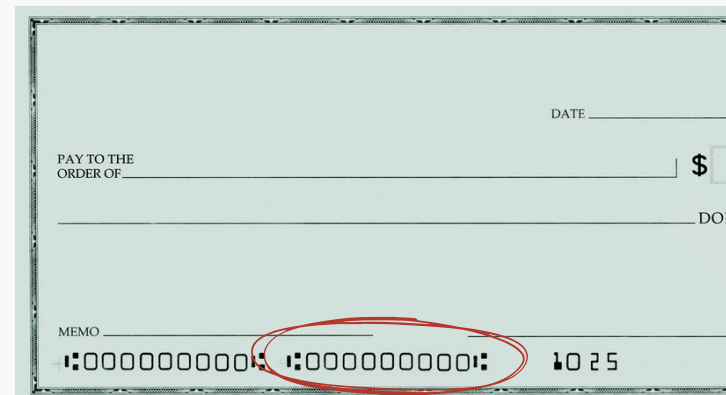 DATE
PAY TO THE
ORDER OF
$
DO
MEMO
⑆000000000⑆ ⑆000000000⑆ 1025